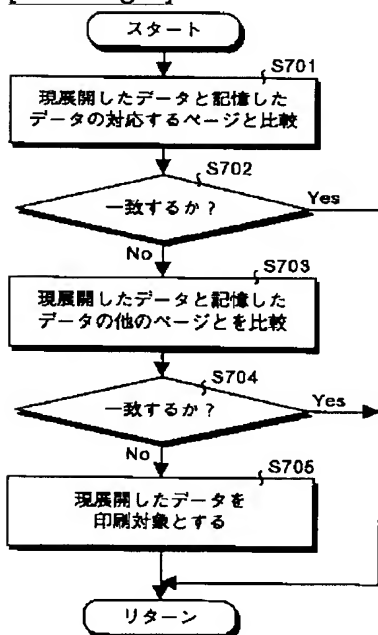 スタート
S701
現展開したデータと記憶した
データの対応するページと比較
S702
一致するか？
Yes
No
S703
現展開したデータと記憶した
データの他のページとを比較
S704
一致するか？
Yes
No
S705
現展開したデータを
印刷対象とする
リターン